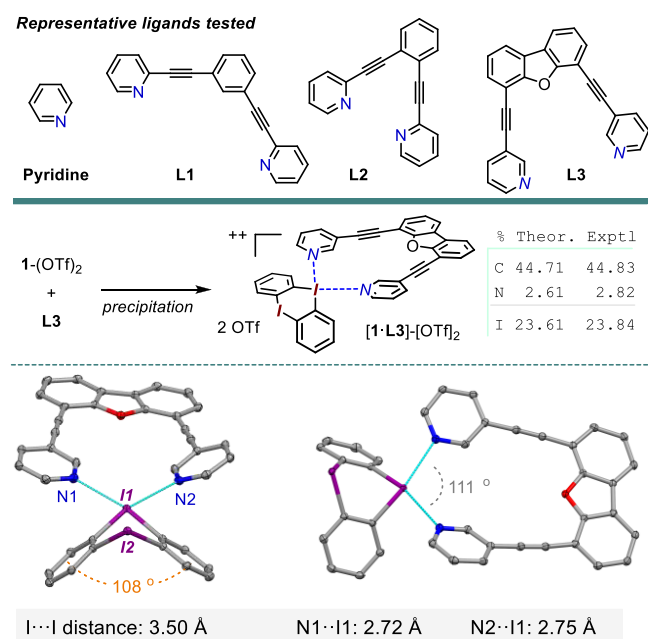 Representative ligands tested
N
N
N
N
N
O
N
N
Pyridine
L1
L2
L3
1-(OTf)2
+
L3
precipitation
++
N
O
I
N
I
2 OTf
[1·L3]-[OTf]2
% Theor. Exptl
C 44.71 44.83
N 2.61 2.82
I 23.61 23.84
N1
I1
N2
I2
108 o
111 o
I···I distance: 3.50 Å
N1··I1: 2.72 Å
N2··I1: 2.75 Å